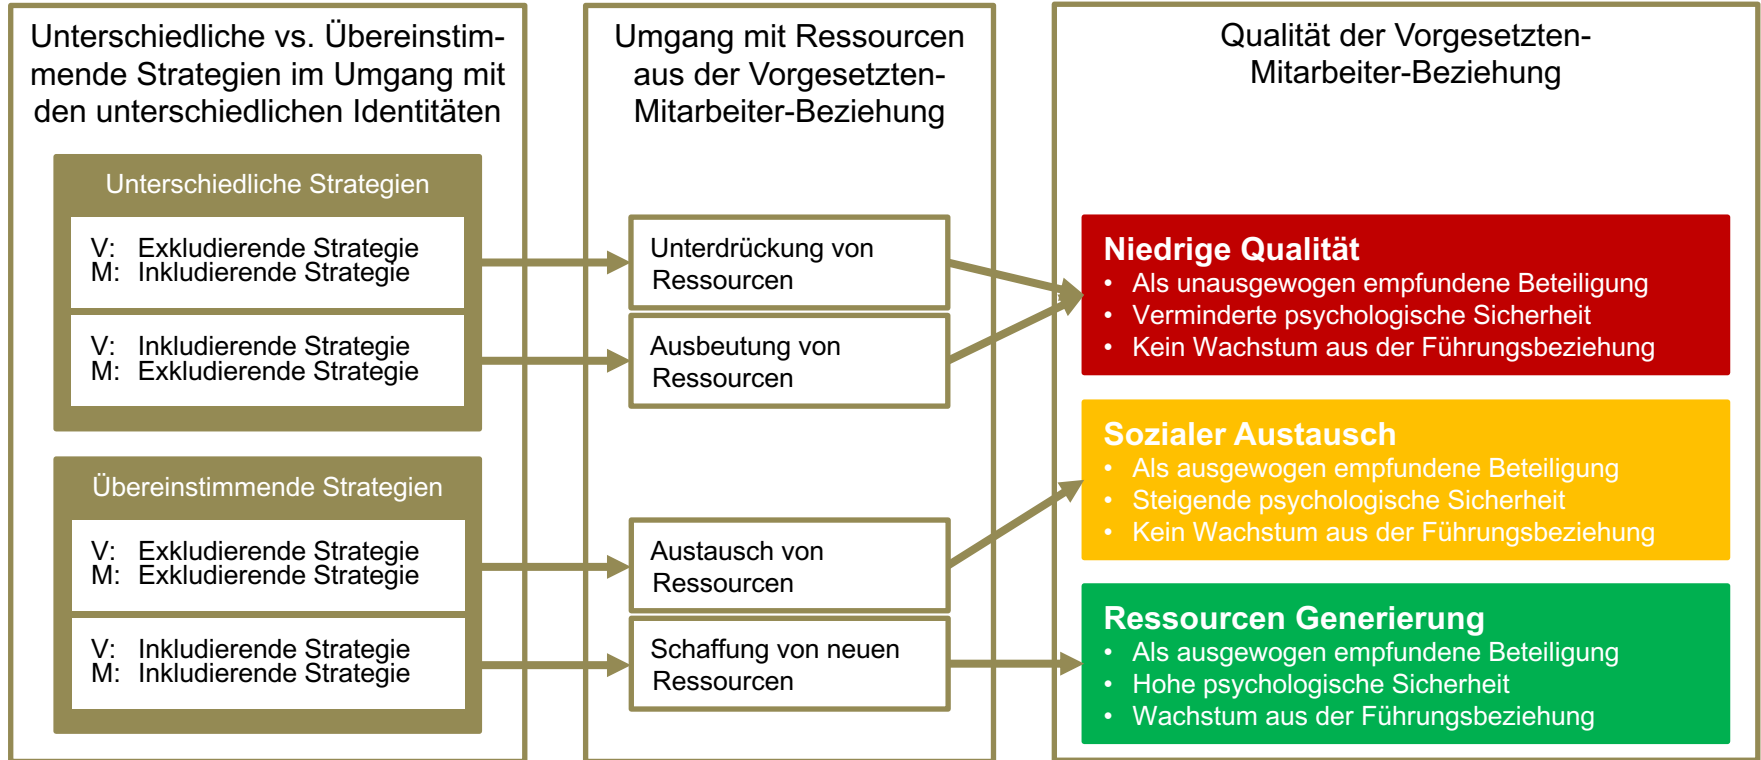 Unterschiedliche vs. Übereinstim-
mende Strategien im Umgang mit
den unterschiedlichen Identitäten
Unterschiedliche Strategien
V: Exkludierende Strategie
M: Inkludierende Strategie
V: Inkludierende Strategie
M: Exkludierende Strategie
Übereinstimmende Strategien
V: Exkludierende Strategie
M: Exkludierende Strategie
V: Inkludierende Strategie
M: Inkludierende Strategie
Umgang mit Ressourcen
aus der Vorgesetzten-
Mitarbeiter-Beziehung
Unterdrückung von
Ressourcen
Ausbeutung von
Ressourcen
Austausch von
Ressourcen
Schaffung von neuen
Ressourcen
Qualität der Vorgesetzten-
Mitarbeiter-Beziehung
Niedrige Qualität
• Als unausgewogen empfundene Beteiligung
• Verminderte psychologische Sicherheit
• Kein Wachstum aus der Führungsbeziehung
Sozialer Austausch
• Als ausgewogen empfundene Beteiligung
• Steigende psychologische Sicherheit
• Kein Wachstum aus der Führungsbeziehung
Ressourcen Generierung
• Als ausgewogen empfundene Beteiligung
• Hohe psychologische Sicherheit
• Wachstum aus der Führungsbeziehung